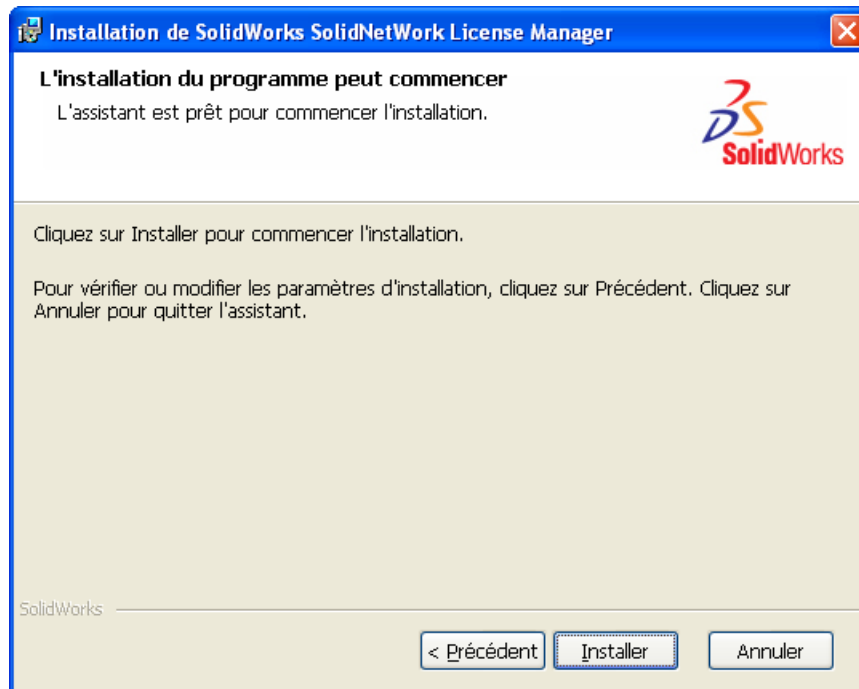 Installation de SolidWorks SolidNetWork License Manager
L'installation du programme peut commencer
L'assistant est prêt pour commencer l'installation.
SolidWorks
Cliquez sur Installer pour commencer l'installation.
Pour vérifier ou modifier les paramètres d'installation, cliquez sur Précédent. Cliquez sur
Annuler pour quitter l'assistant.
SolidWorks
< Précédent Installer Annuler